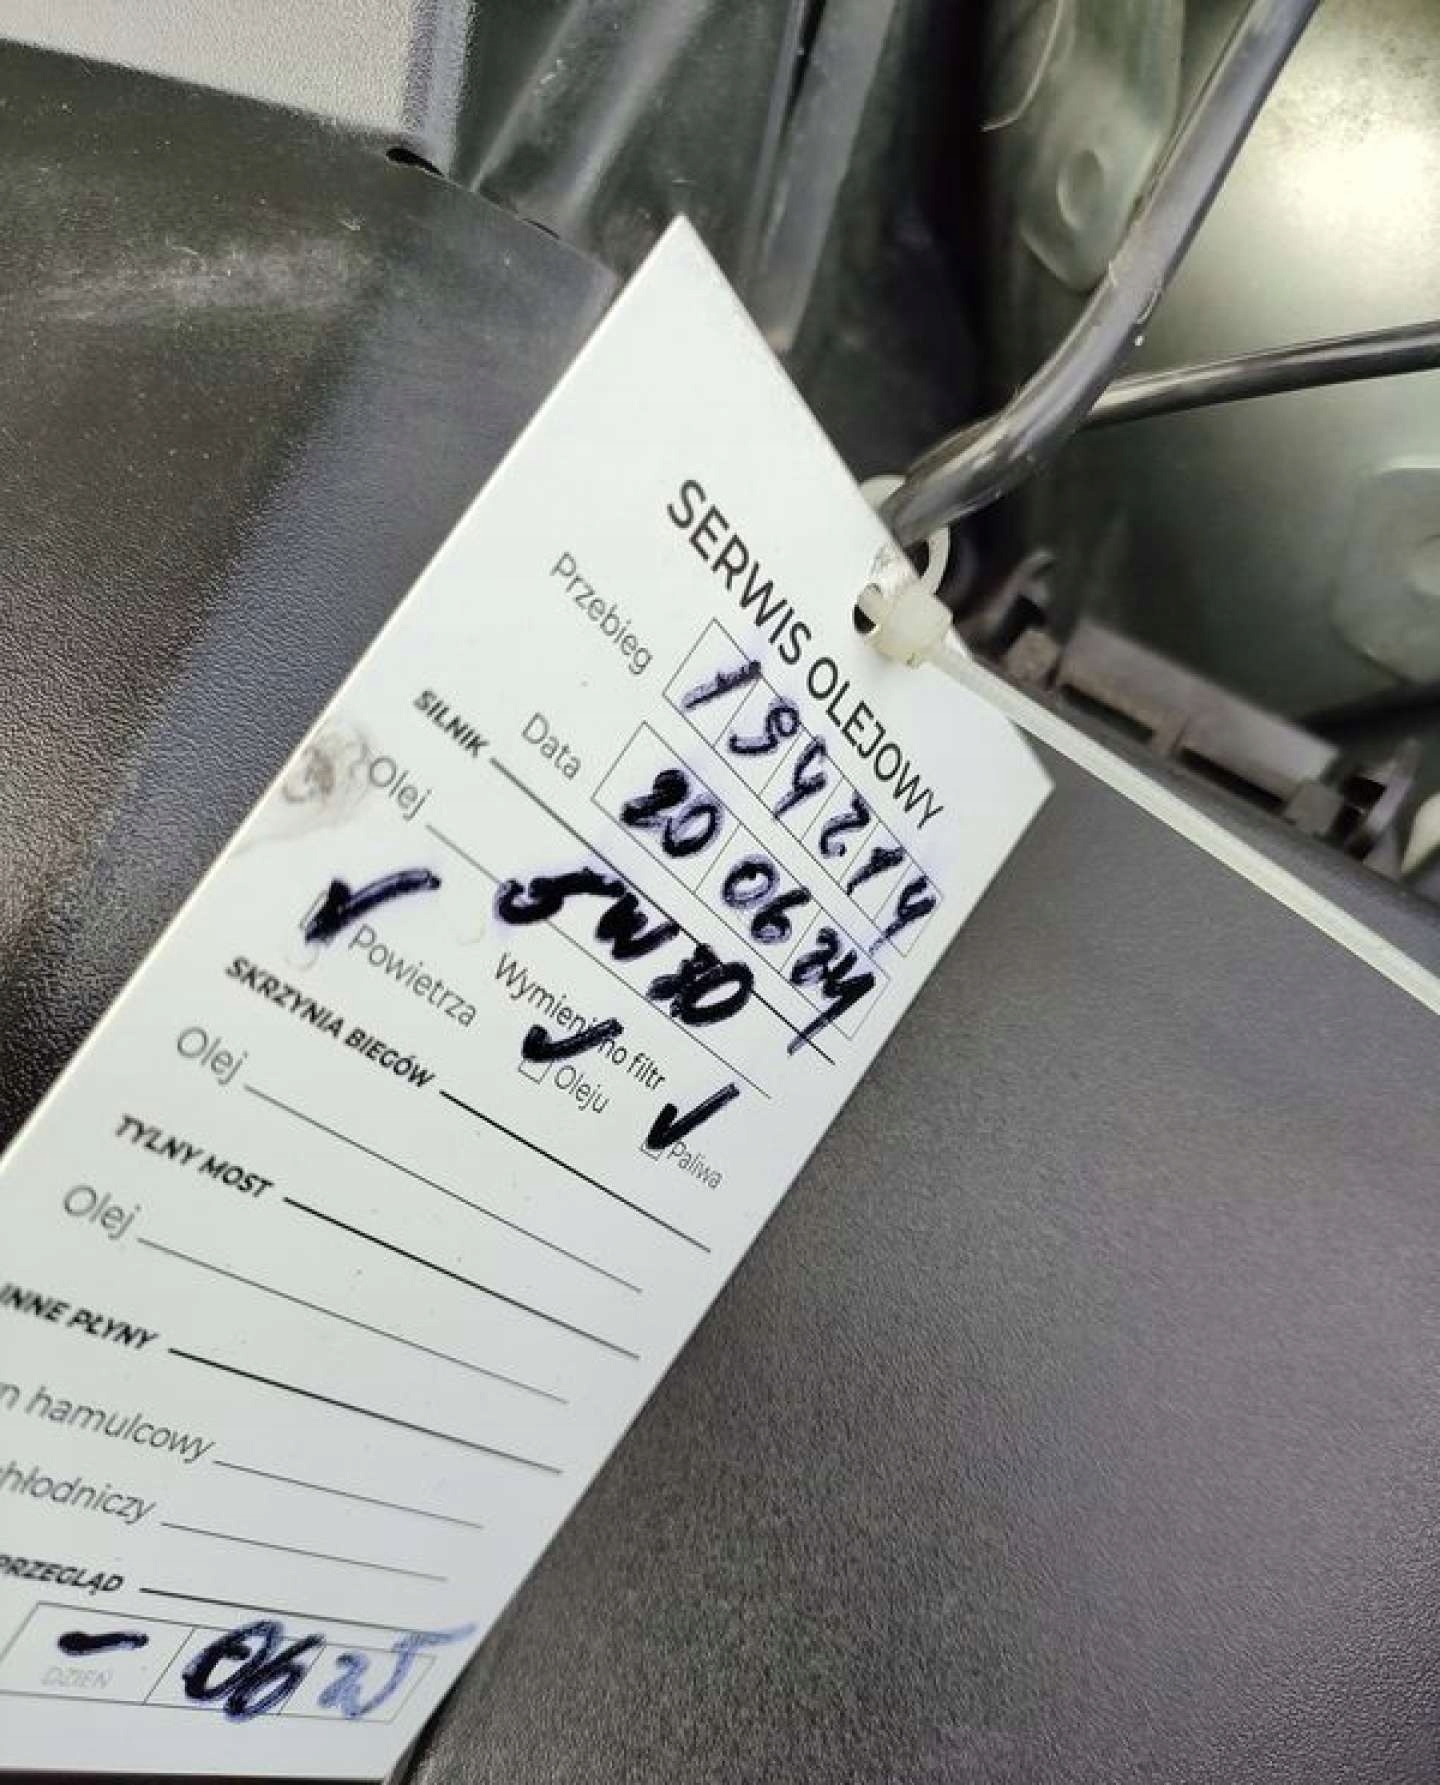 SERWIS OLEJOWY
Przebieg 194214
Data 20 06 24
SILNIK
Olej 5W30
Wymieniono filtr
✓ Powietrza ✓ Oleju ✓ Paliwa
SKRZYNIA BIEGÓW
Olej
TYLNY MOST
Olej
INNE PŁYNY
n hamulcowy
chłodniczy
PRZEGLĄD
- 06 25
DZIEŃ